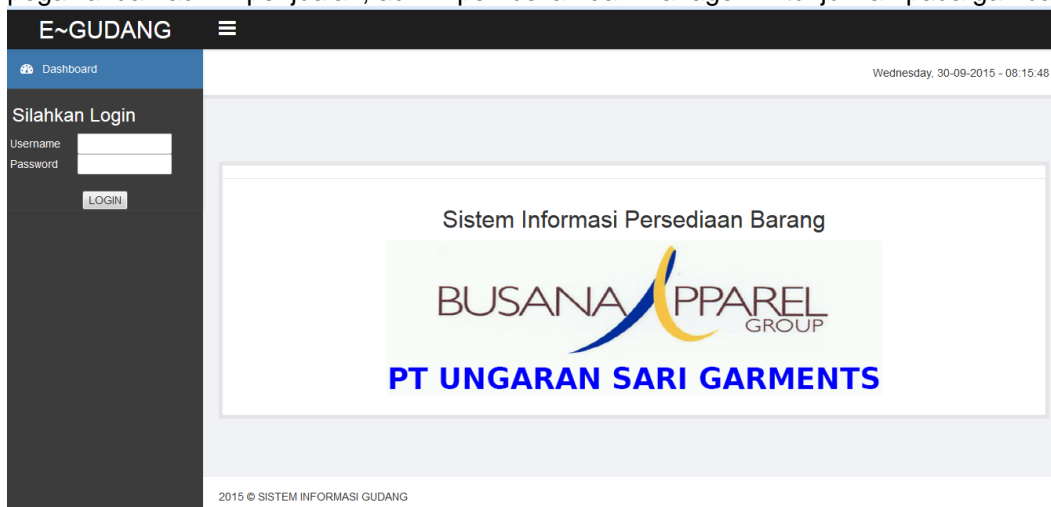 E~GUDANG
Dashboard
Wednesday, 30-09-2015 - 08:15:48
Silahkan Login
Username
Password
LOGIN
Sistem Informasi Persediaan Barang
BUSANA APPAREL
GROUP
PT UNGARAN SARI GARMENTS
2015 © SISTEM INFORMASI GUDANG